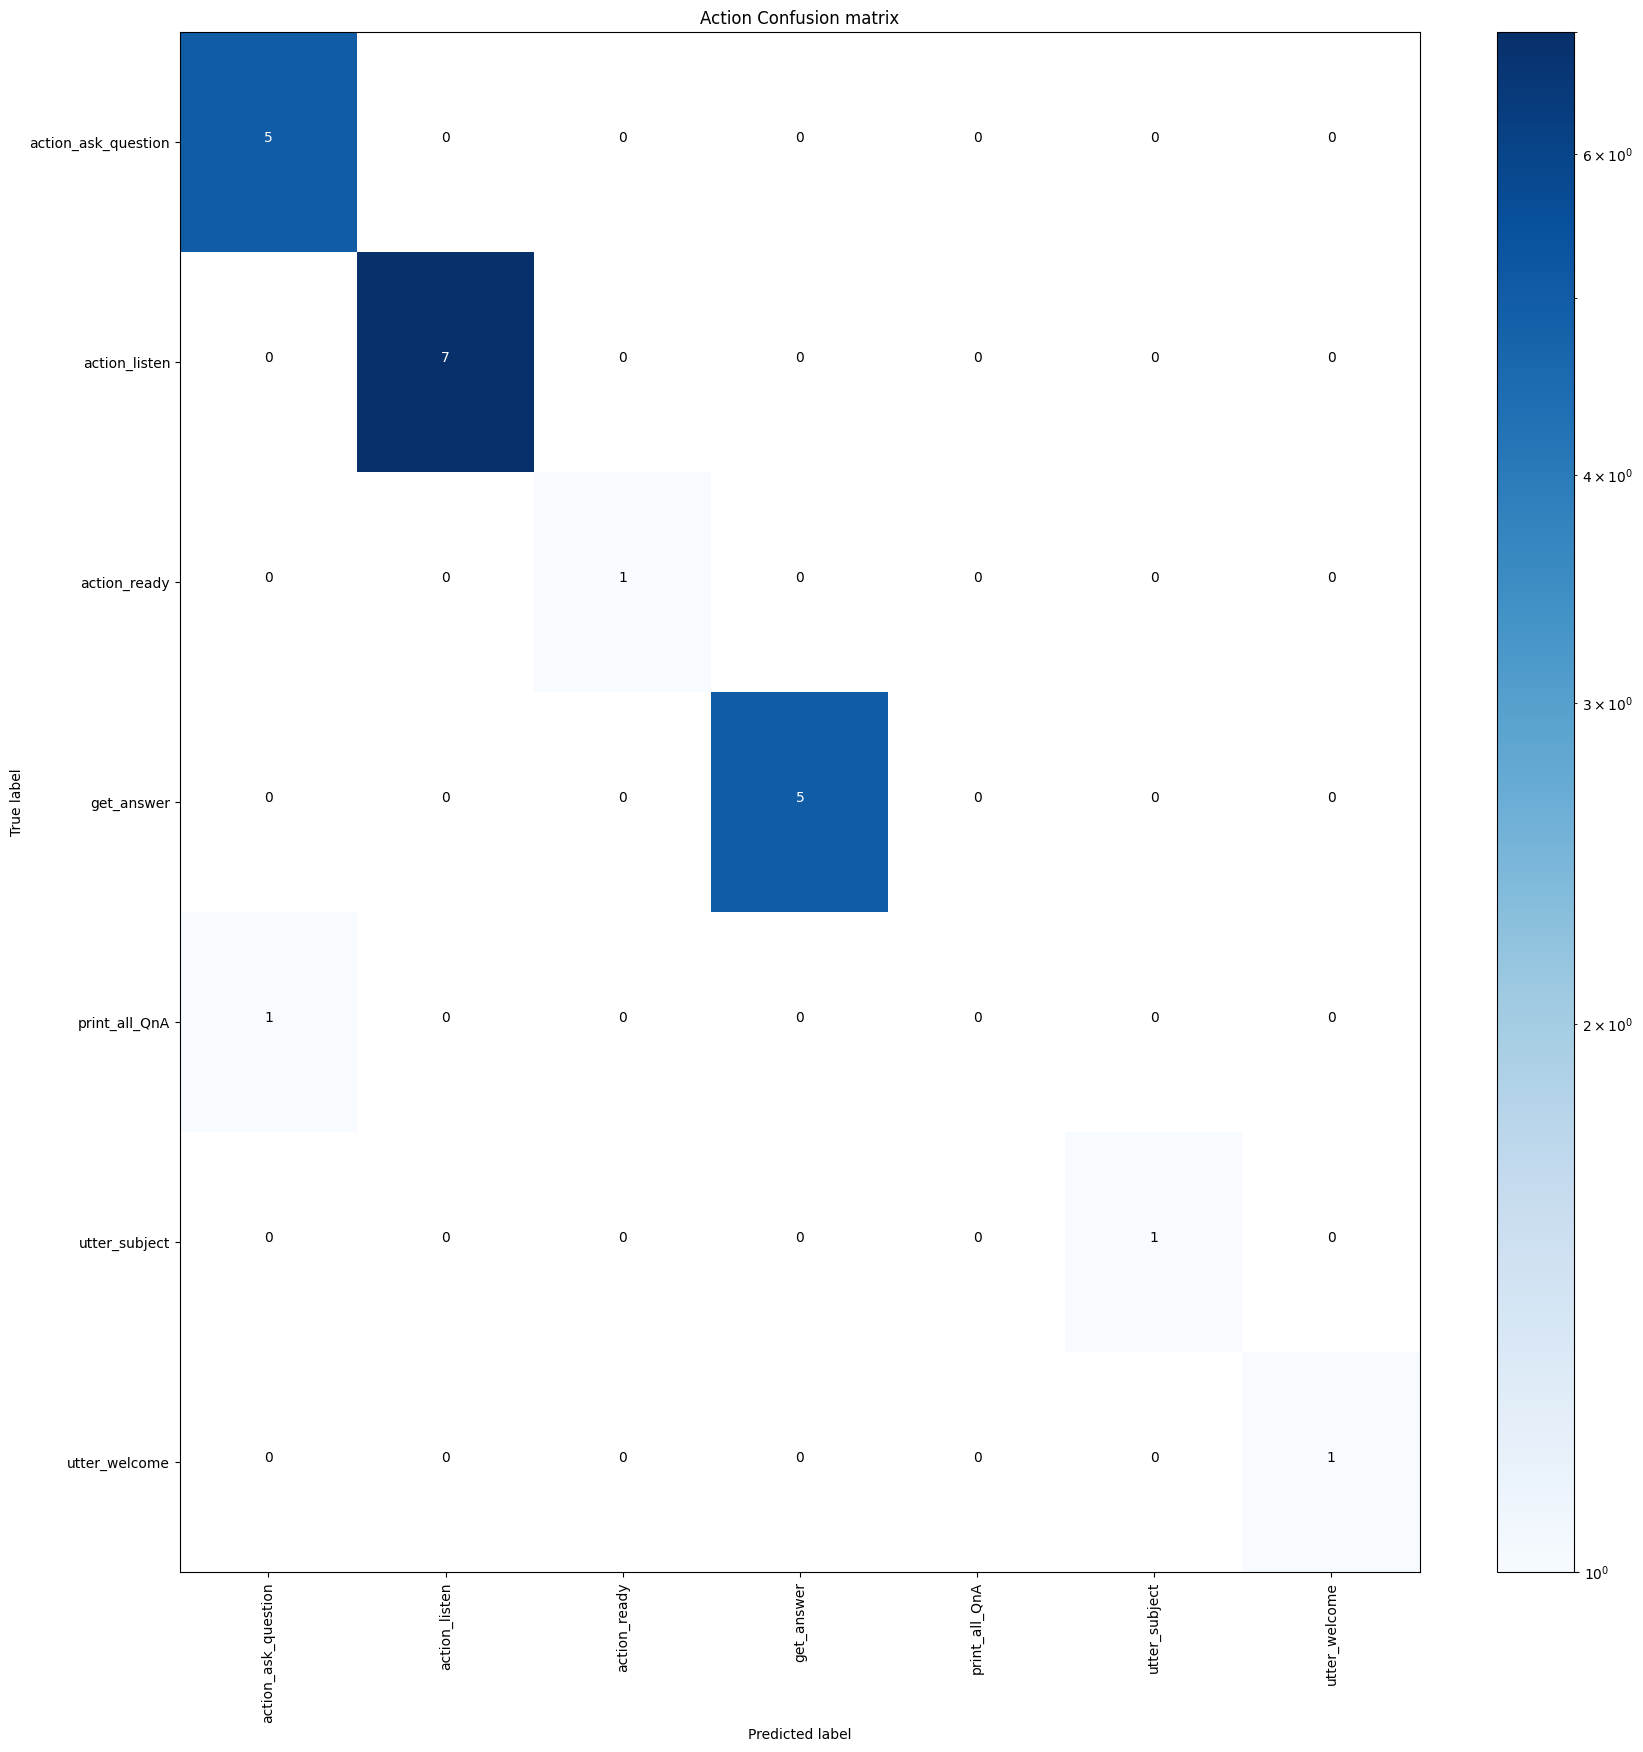 Action Confusion matrix
action_ask_question 5 0 0 0 0 0 0
6 × 10⁰
action_listen 0 7 0 0 0 0 0
4 × 10⁰
action_ready 0 0 1 0 0 0 0
3 × 10⁰
True label
get_answer 0 0 0 5 0 0 0
print_all_QnA 1 0 0 0 0 0 0
2 × 10⁰
utter_subject 0 0 0 0 0 1 0
utter_welcome 0 0 0 0 0 0 1
10⁰
action_ask_question
action_listen
action_ready
get_answer
print_all_QnA
utter_subject
utter_welcome
Predicted label